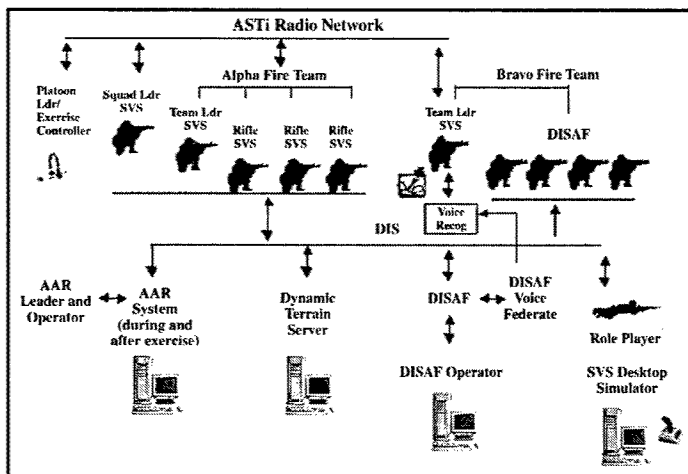 ASTi Radio Network
Alpha Fire Team
Bravo Fire Team
Platoon
Ldr/
Exercise
Controller
Squad Ldr
SVS
Team Ldr
SVS
Rifle
SVS
Rifle
SVS
Rifle
SVS
Team Ldr
SVS
DISAF
Voice
Recog
DIS
AAR
Leader and
Operator
AAR
System
(during and
after exercise)
Dynamic
Terrain
Server
DISAF
DISAF
Voice
Federate
Role Player
DISAF Operator
SVS Desktop
Simulator